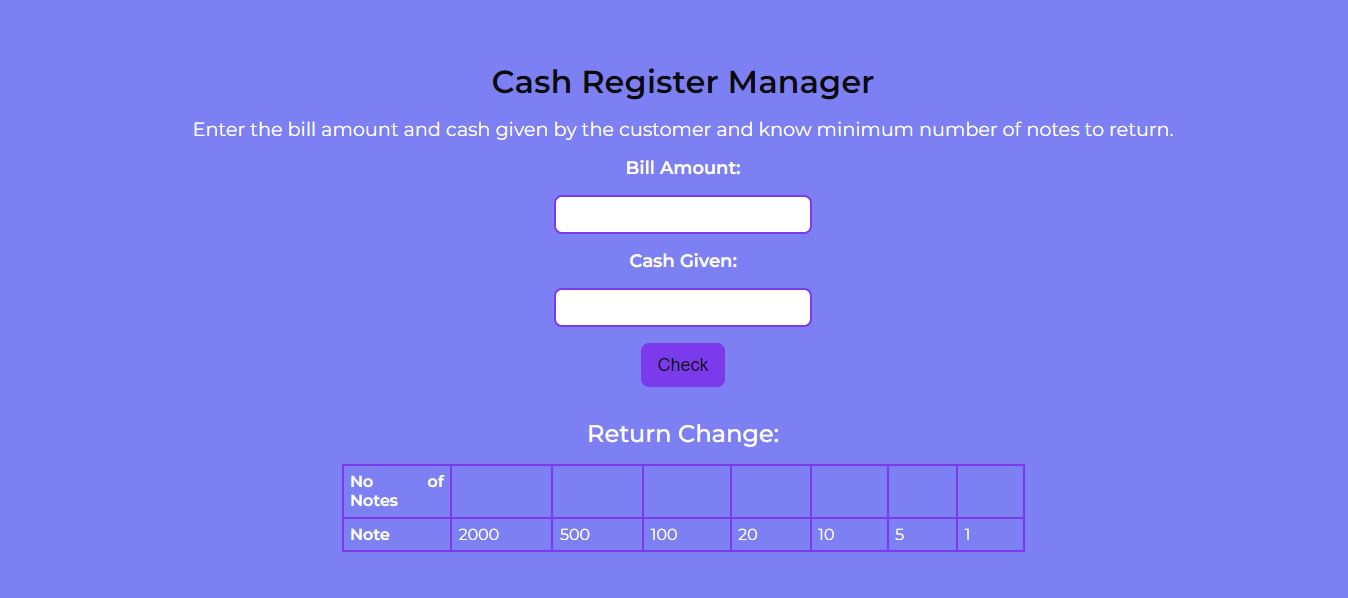 Cash Register Manager
Enter the bill amount and cash given by the customer and know minimum number of notes to return.
Bill Amount:
Cash Given:
Check
Return Change:
No of
Notes
Note 2000 500 100 20 10 5 1